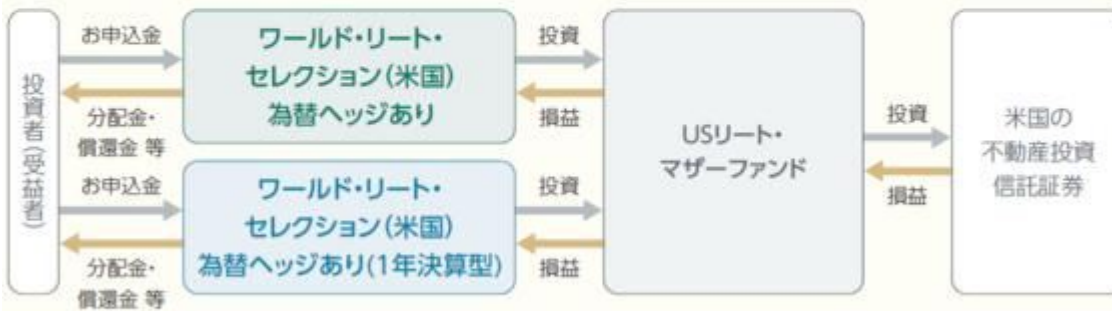 投資者(受益者)
お申込金
分配金・
償還金 等
お申込金
分配金・
償還金 等
ワールド・リート・
セレクション(米国)
為替ヘッジあり
ワールド・リート・
セレクション(米国)
為替ヘッジあり(1年決算型)
投資
損益
投資
損益
USリート・
マザーファンド
投資
損益
米国の
不動産投資
信託証券